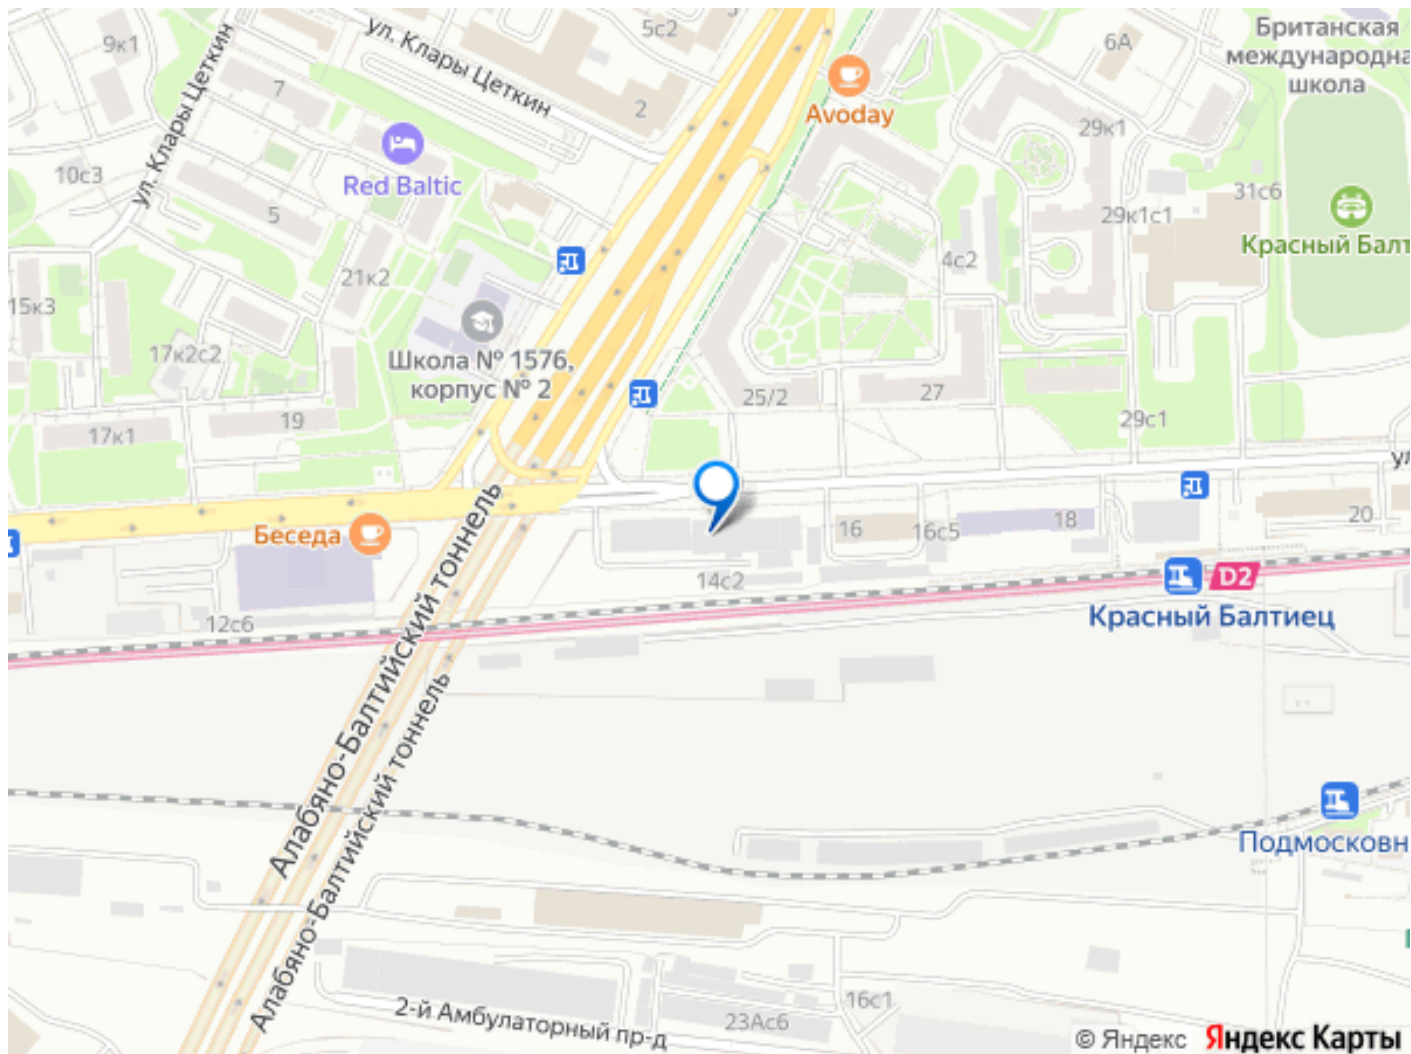 9к1
ул. Клары Цеткин
5с2
6А
Британская
международна
школа
7
ул. Клары Цеткин
2
Avoday
29к1
10с3
Red Baltic
5
31с6
29к1с1
Красный Балт
4с2
21к2
15к3
17к2с2
Школа № 1576,
корпус № 2
25/2
27
19
17к1
29с1
ул
Беседа
16
16с5
18
20
14с2
D2
Красный Балтиец
12с6
Алабяно-Балтийский тоннель
Алабяно-Балтийский тоннель
Подмосковн
2-й Амбулаторный пр-д
23Ас6
16с1
© Яндекс Яндекс Карты